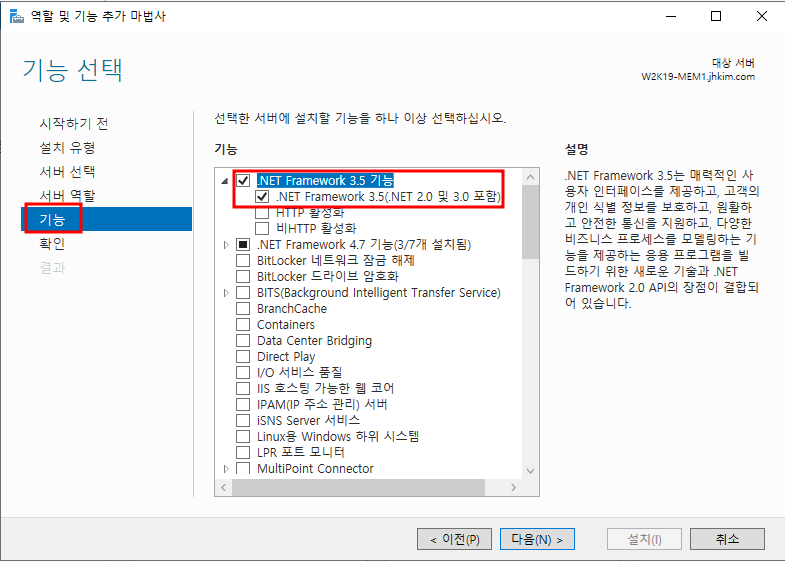 역할 및 기능 추가 마법사
기능 선택
대상 서버
W2K19-MEM1.jhkim.com
시작하기 전
설치 유형
서버 선택
서버 역할
기능
확인
결과
선택한 서버에 설치할 기능을 하나 이상 선택하십시오.
기능
.NET Framework 3.5 기능
.NET Framework 3.5(.NET 2.0 및 3.0 포함)
HTTP 활성화
비HTTP 활성화
.NET Framework 4.7 기능(3/7개 설치됨)
BitLocker 네트워크 잠금 해제
BitLocker 드라이브 암호화
BITS(Background Intelligent Transfer Service)
BranchCache
Containers
Data Center Bridging
Direct Play
I/O 서비스 품질
IIS 호스팅 가능한 웹 코어
IPAM(IP 주소 관리) 서버
iSNS Server 서비스
Linux용 Windows 하위 시스템
LPR 포트 모니터
MultiPoint Connector
설명
.NET Framework 3.5는 매력적인 사
용자 인터페이스를 제공하고, 고객의
개인 식별 정보를 보호하고, 원활하
고 안전한 통신을 지원하고, 다양한
비즈니스 프로세스를 모델링하는 기
능을 제공하는 응용 프로그램을 빌
드하기 위한 새로운 기술과 .NET
Framework 2.0 API의 장점이 결합되
어 있습니다.
< 이전(P)
다음(N) >
설치(I)
취소